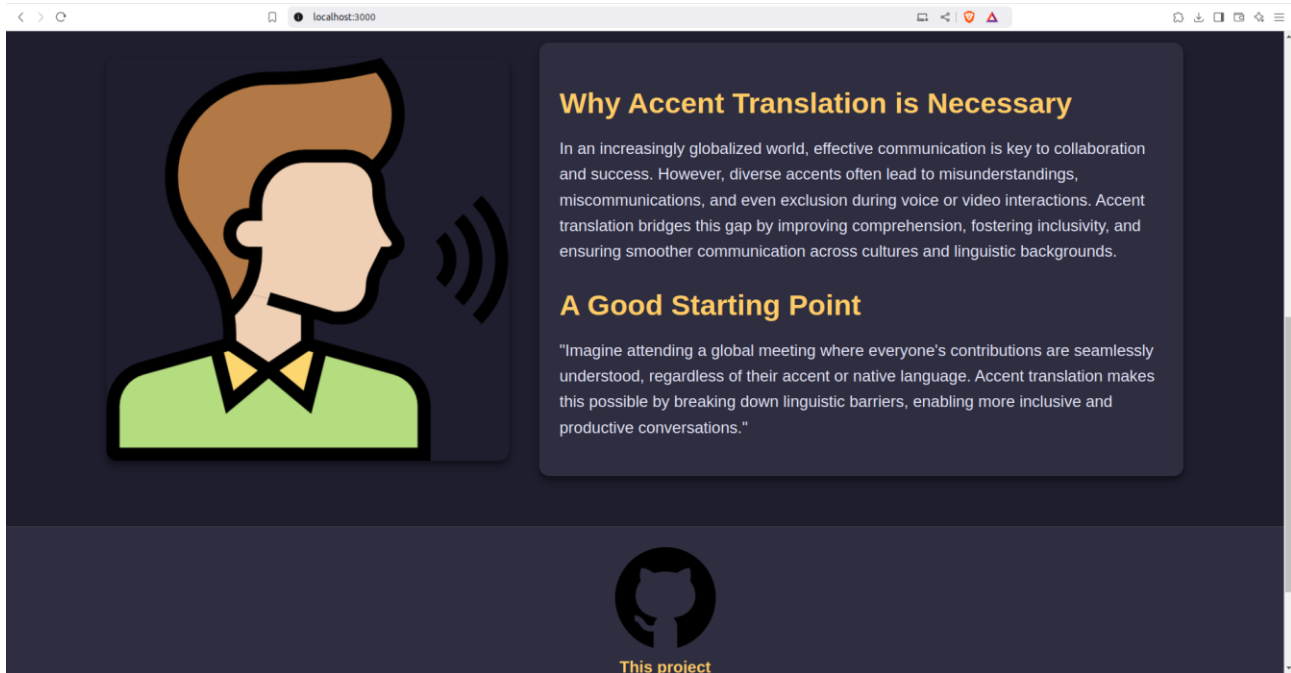 localhost:3000
Why Accent Translation is Necessary
In an increasingly globalized world, effective communication is key to collaboration
and success. However, diverse accents often lead to misunderstandings,
miscommunications, and even exclusion during voice or video interactions. Accent
translation bridges this gap by improving comprehension, fostering inclusivity, and
ensuring smoother communication across cultures and linguistic backgrounds.
A Good Starting Point
"Imagine attending a global meeting where everyone's contributions are seamlessly
understood, regardless of their accent or native language. Accent translation makes
this possible by breaking down linguistic barriers, enabling more inclusive and
productive conversations."
This project